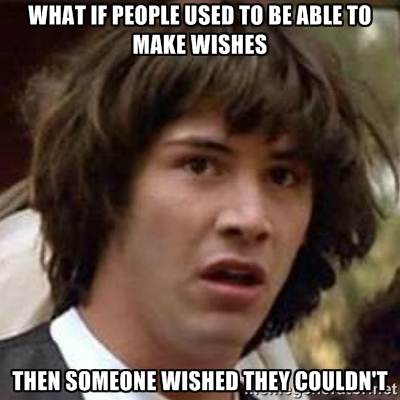 WHAT IF PEOPLE USED TO BE ABLE TO
MAKE WISHES
THEN SOMEONE WISHED THEY COULDN'T